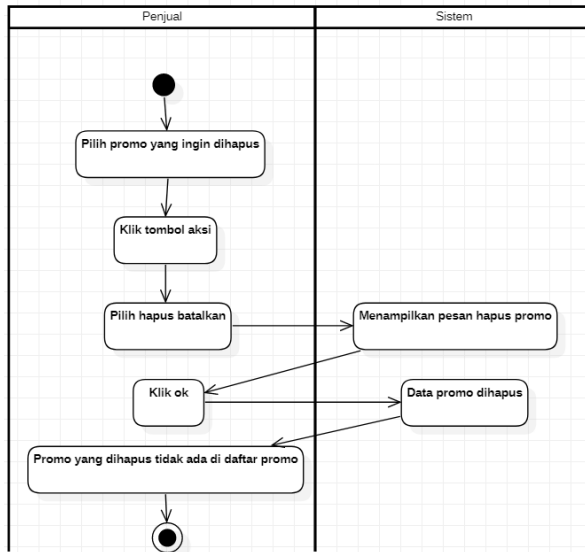 Penjual
Sistem
Pilih promo yang ingin dihapus
Klik tombol aksi
Pilih hapus batalkan
Menampilkan pesan hapus promo
Klik ok
Data promo dihapus
Promo yang dihapus tidak ada di daftar promo